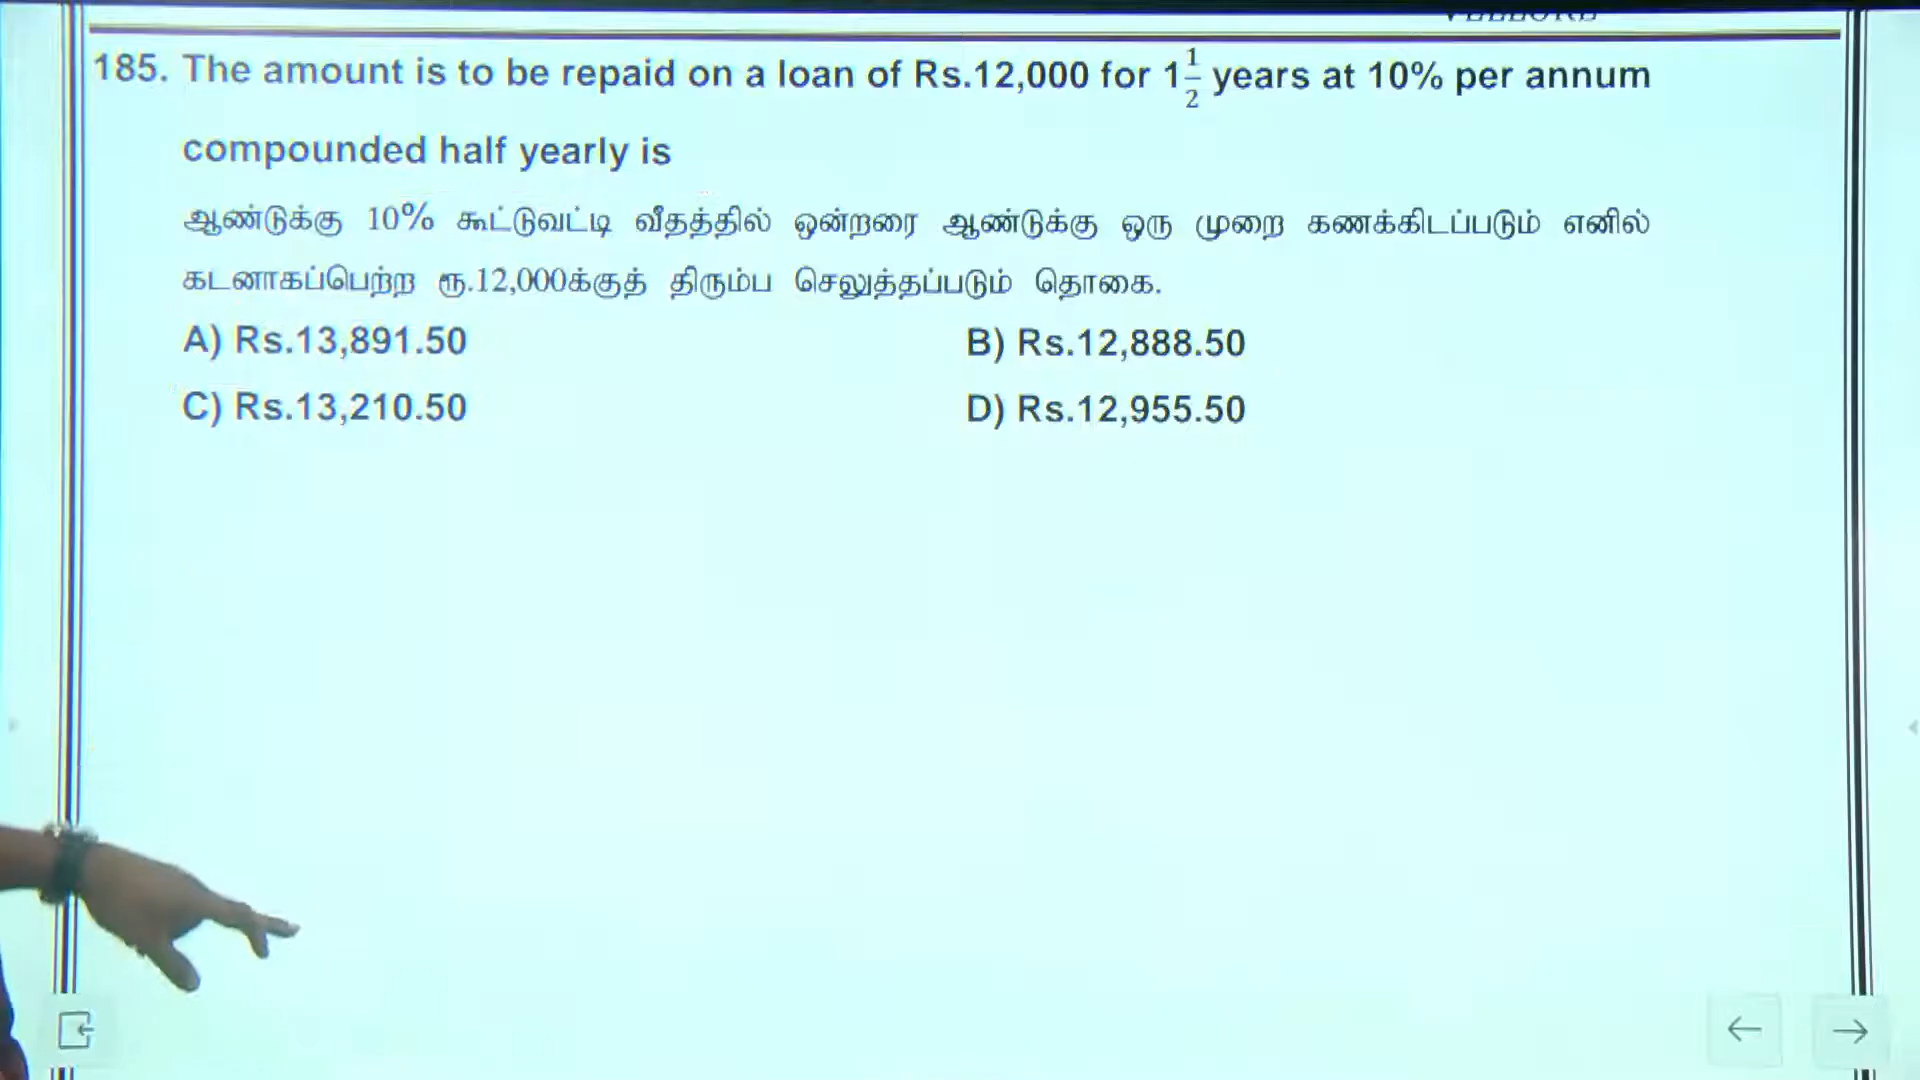 185. The amount is to be repaid on a loan of Rs.12,000 for 1 1/2 years at 10% per annum
compounded half yearly is
ஆண்டுக்கு 10% கூட்டுவட்டி வீதத்தில் ஒன்றரை ஆண்டுக்கு ஒரு முறை கணக்கிடப்படும் எனில்
கடனாகப்பெற்ற ரூ.12,000க்குத் திரும்ப செலுத்தப்படும் தொகை.
A) Rs.13,891.50 B) Rs.12,888.50
C) Rs.13,210.50 D) Rs.12,955.50